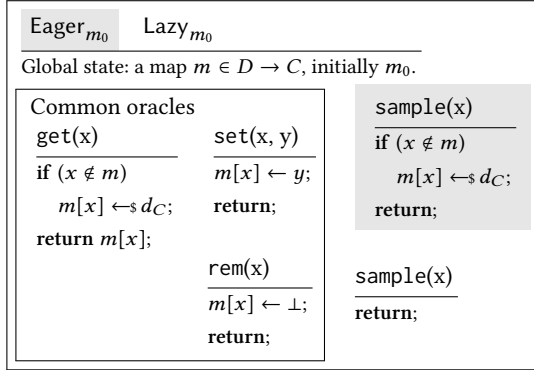 Eager_{m_0} Lazy_{m_0}
Global state: a map m ∈ D → C, initially m_0.
Common oracles
get(x)
if (x ∉ m)
m[x] ←$ d_C;
return m[x];
set(x, y)
m[x] ← y;
return;
rem(x)
m[x] ← ⊥;
return;
sample(x)
if (x ∉ m)
m[x] ←$ d_C;
return;
sample(x)
return;